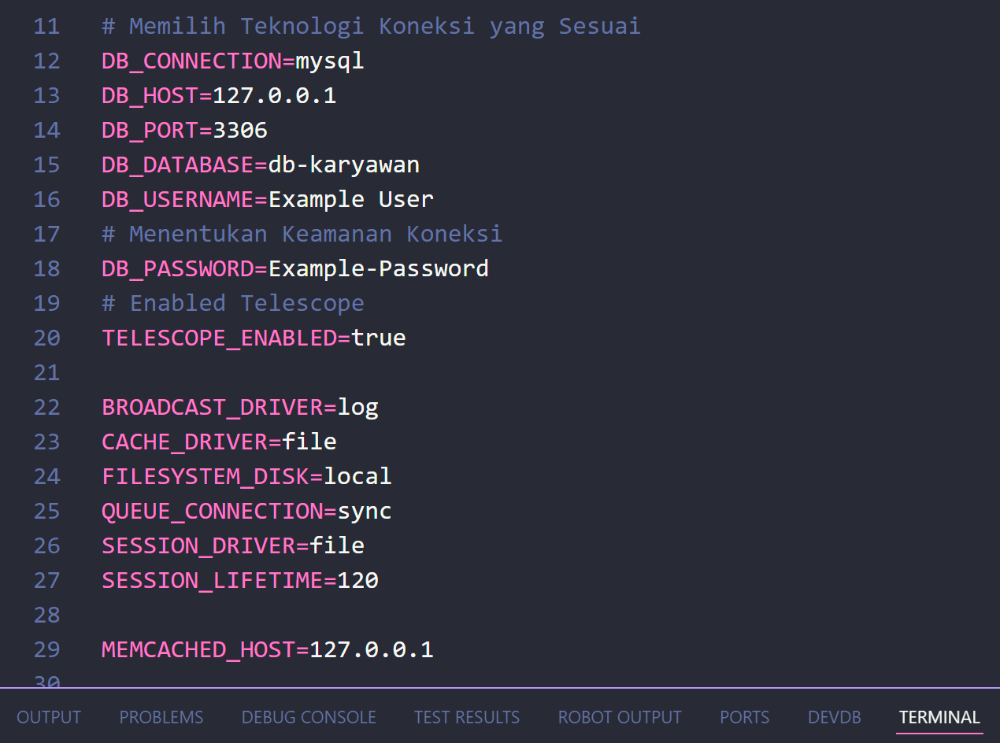 11 # Memilih Teknologi Koneksi yang Sesuai
12 DB_CONNECTION=mysql
13 DB_HOST=127.0.0.1
14 DB_PORT=3306
15 DB_DATABASE=db-karyawan
16 DB_USERNAME=Example User
17 # Menentukan Keamanan Koneksi
18 DB_PASSWORD=Example-Password
19 # Enabled Telescope
20 TELESCOPE_ENABLED=true
21
22 BROADCAST_DRIVER=log
23 CACHE_DRIVER=file
24 FILESYSTEM_DISK=local
25 QUEUE_CONNECTION=sync
26 SESSION_DRIVER=file
27 SESSION_LIFETIME=120
28
29 MEMCACHED_HOST=127.0.0.1
30
OUTPUT PROBLEMS DEBUG CONSOLE TEST RESULTS ROBOT OUTPUT PORTS DEVDB TERMINAL